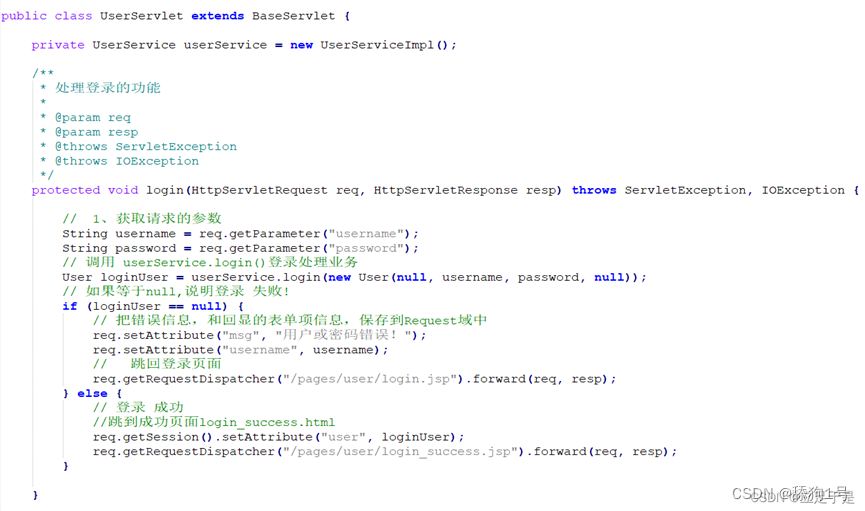 public class UserServlet extends BaseServlet {
private UserService userService = new UserServiceImpl();
/**
* 处理登录的功能
*
* @param req
* @param resp
* @throws ServletException
* @throws IOException
*/
protected void login(HttpServletRequest req, HttpServletResponse resp) throws ServletException, IOException {
// 1、获取请求的参数
String username = req.getParameter("username");
String password = req.getParameter("password");
// 调用 userService.login()登录处理业务
User loginUser = userService.login(new User(null, username, password, null));
// 如果等于null,说明登录 失败!
if (loginUser == null) {
// 把错误信息，和回显的表单项信息，保存到Request域中
req.setAttribute("msg", "用户或密码错误！");
req.setAttribute("username", username);
// 跳回登录页面
req.getRequestDispatcher("/pages/user/login.jsp").forward(req, resp);
} else {
// 登录 成功
//跳到成功页面login_success.html
req.getSession().setAttribute("user", loginUser);
req.getRequestDispatcher("/pages/user/login_success.jsp").forward(req, resp);
}
}
CSDN